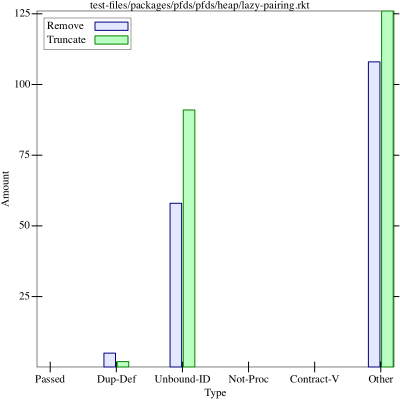 test-files/packages/pfds/pfds/heap/lazy-pairing.rkt
Remove
Truncate
125
100
75
50
25
Amount
Passed Dup-Def Unbound-ID Not-Proc Contract-V Other
Type